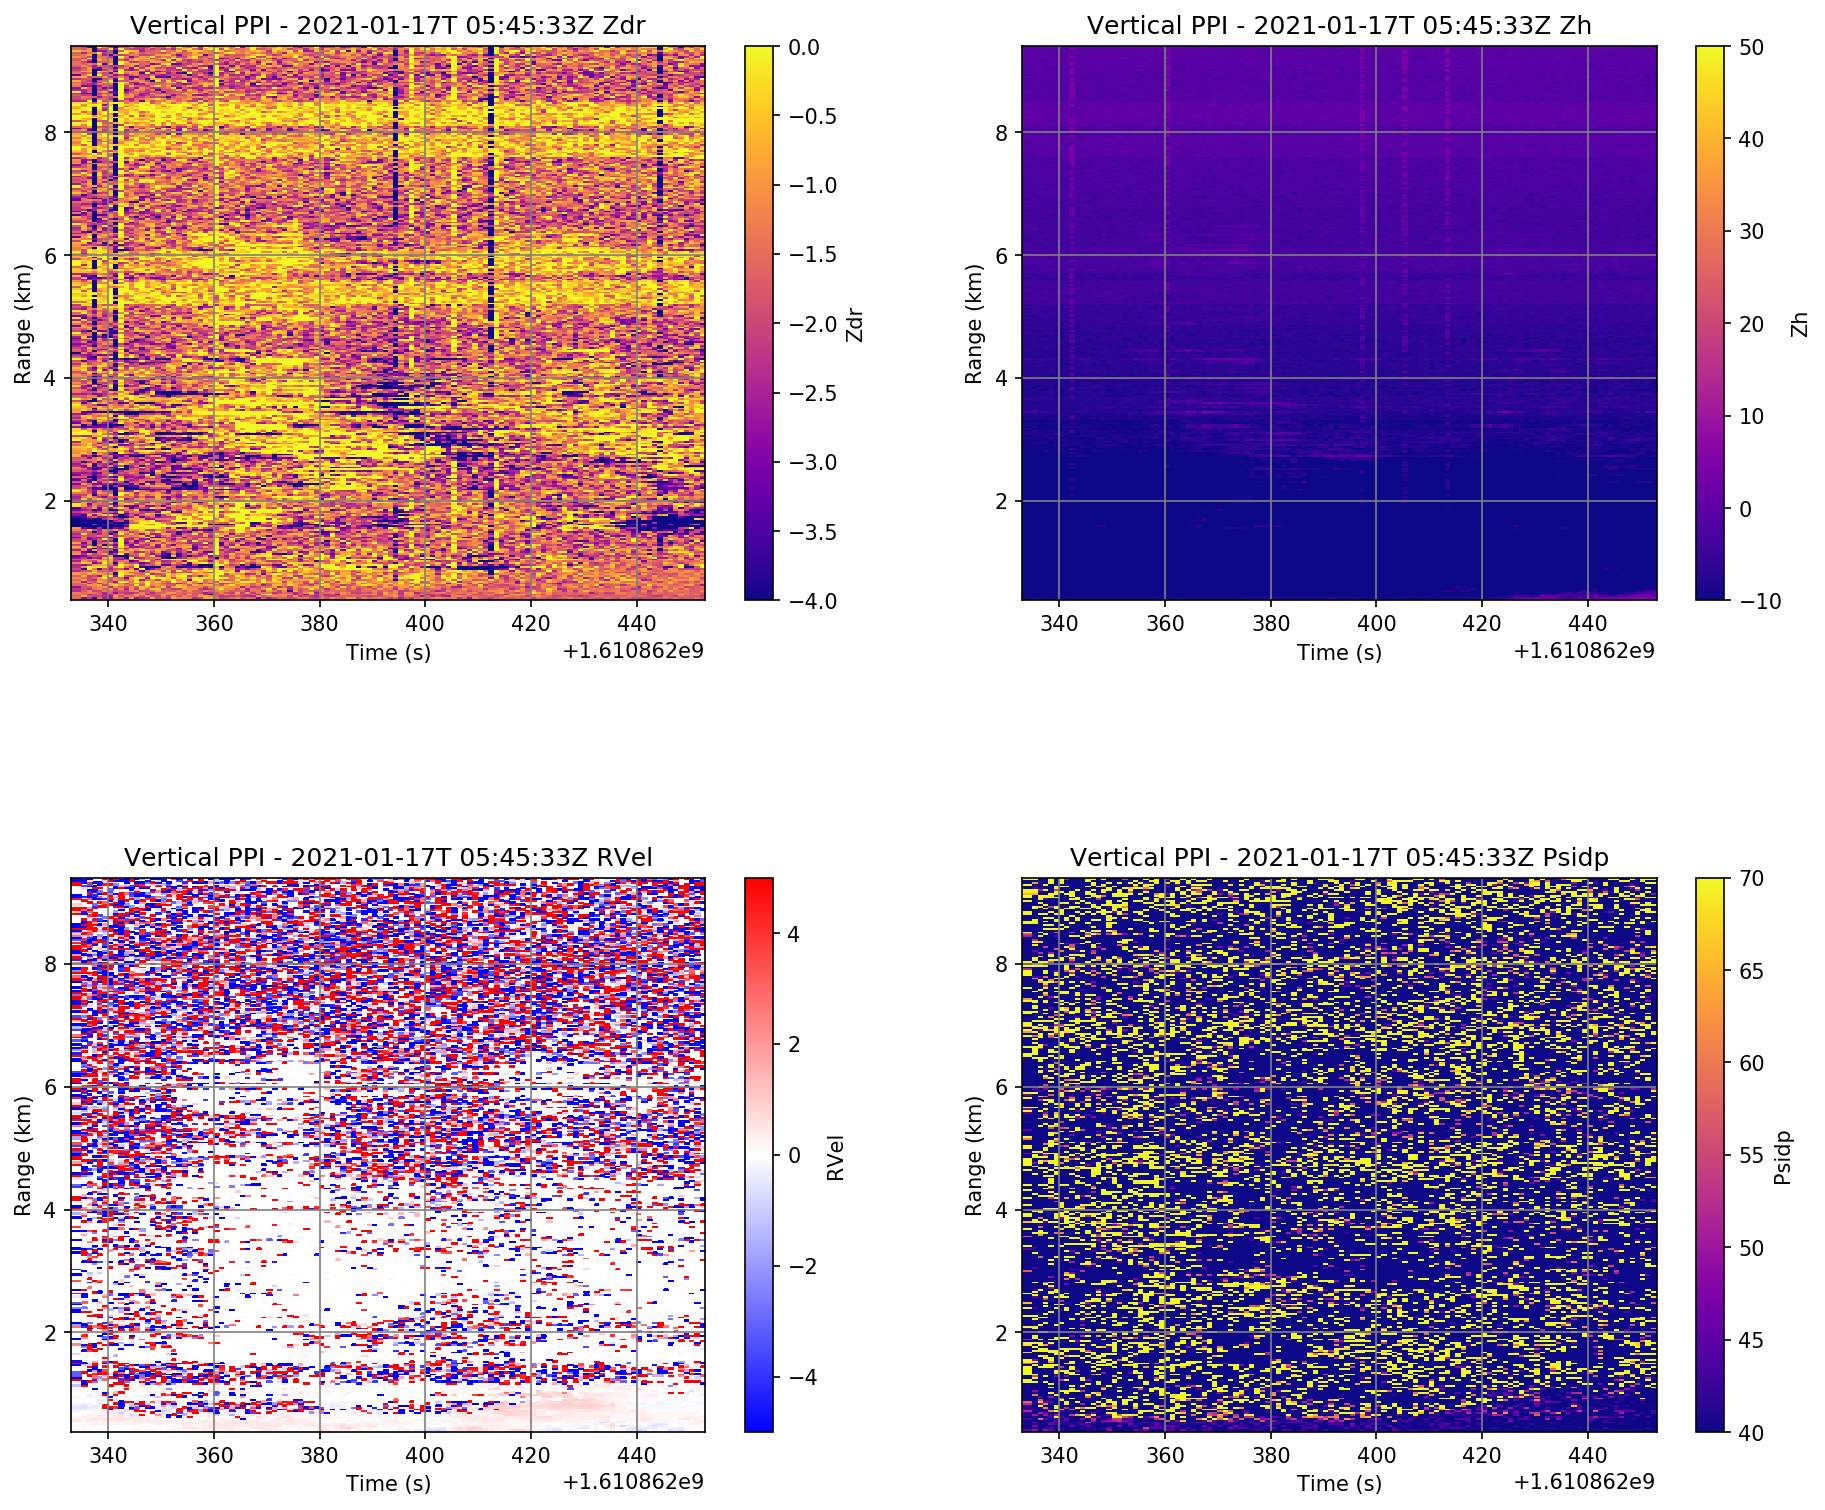 Vertical PPI - 2021-01-17T 05:45:33Z Zdr
Range (km)
8
6
4
2
340 360 380 400 420 440
Time (s)
+1.610862e9
0.0
−0.5
−1.0
−1.5
−2.0
−2.5
−3.0
−3.5
−4.0
Zdr
Vertical PPI - 2021-01-17T 05:45:33Z Zh
Range (km)
8
6
4
2
340 360 380 400 420 440
Time (s)
+1.610862e9
50
40
30
20
10
0
−10
Zh
Vertical PPI - 2021-01-17T 05:45:33Z RVel
Range (km)
8
6
4
2
340 360 380 400 420 440
Time (s)
+1.610862e9
4
2
0
−2
−4
RVel
Vertical PPI - 2021-01-17T 05:45:33Z Psidp
Range (km)
8
6
4
2
340 360 380 400 420 440
Time (s)
+1.610862e9
70
65
60
55
50
45
40
Psidp